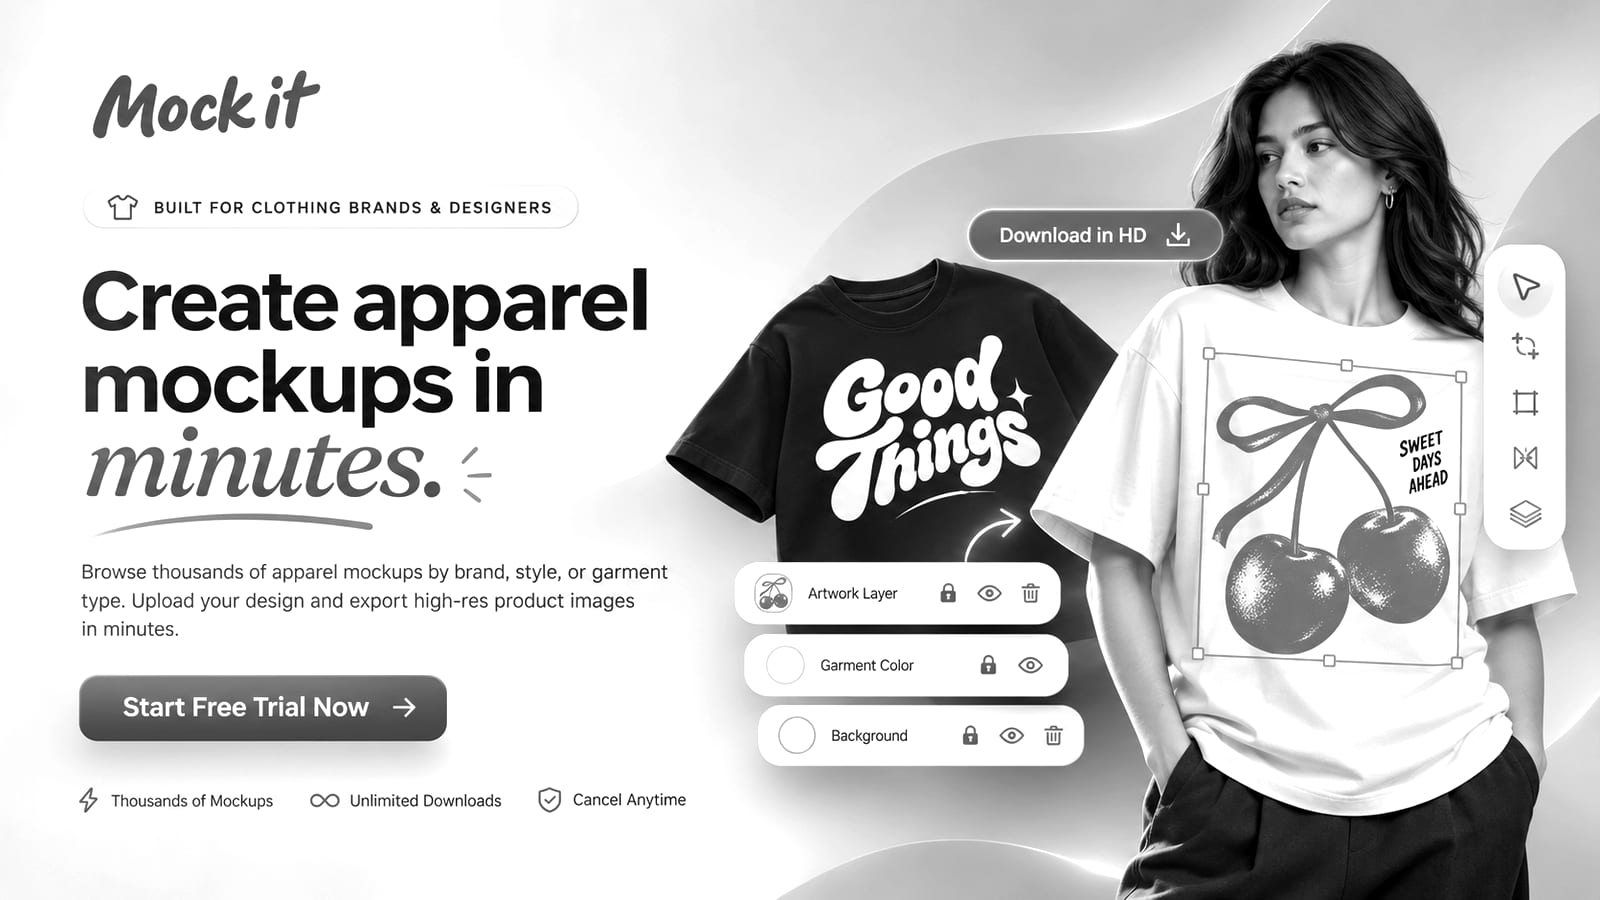 Mock it
BUILT FOR CLOTHING BRANDS & DESIGNERS
Create apparel
mockups in
minutes.
Browse thousands of apparel mockups by brand, style, or garment
type. Upload your design and export high-res product images
in minutes.
Start Free Trial Now
Thousands of Mockups
Unlimited Downloads
Cancel Anytime
Download in HD
Good
Things
SWEET
DAYS
AHEAD
Artwork Layer
Garment Color
Background